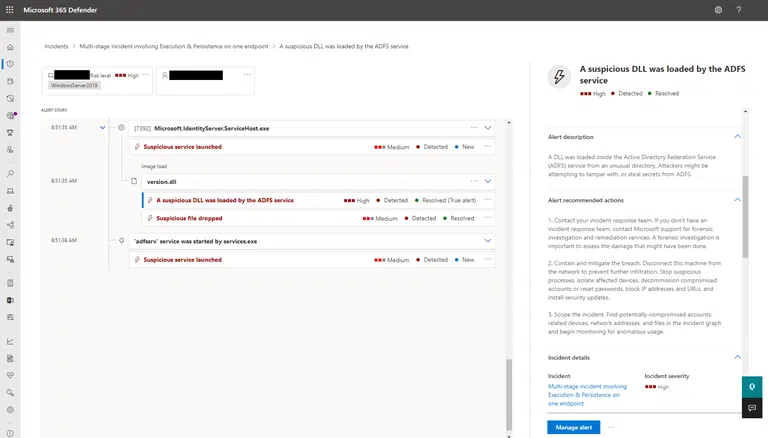 Microsoft 365 Defender
Incidents > Multi-stage incident involving Execution & Persistence on one endpoint > A suspicious DLL was loaded by the ADFS service
Risk level High ...
WindowsServer2019
...
ALERT STORY
8:51:35 AM [7392] Microsoft.IdentityServer.ServiceHost.exe ...
Suspicious service launched Medium Detected New ...
Image load
8:51:35 AM version.dll ...
A suspicious DLL was loaded by the ADFS service High Detected Resolved (True alert) ...
Suspicious file dropped Medium Detected Resolved ...
8:51:38 AM 'adfssrv' service was started by services.exe
Suspicious service launched Medium Detected New ...
A suspicious DLL was loaded by the ADFS
service
High Detected Resolved
Alert description
A DLL was loaded inside the Active Directory Federation Service
(ADFS) service from an unusual directory. Attackers might be
attempting to tamper with, or steal secrets from ADFS.
Alert recommended actions
1. Contact your incident response team. If you don't have an
incident response team, contact Microsoft support for forensic
investigation and remediation services. A forensic investigation is
important to assess the damage that might have been done.
2. Contain and mitigate the breach. Disconnect this machine from
the network to prevent further infiltration. Stop suspicious
processes, isolate affected devices, decommission compromised
accounts or reset passwords, block IP addresses and URLs, and
install security updates.
3. Scope the incident. Find potentially-compromised accounts,
related devices, network addresses, and files in the incident graph
and begin monitoring for anomalous usage.
Incident details
Incident Incident severity
Multi-stage incident involving High
Execution & Persistence on
one endpoint
Manage alert ...